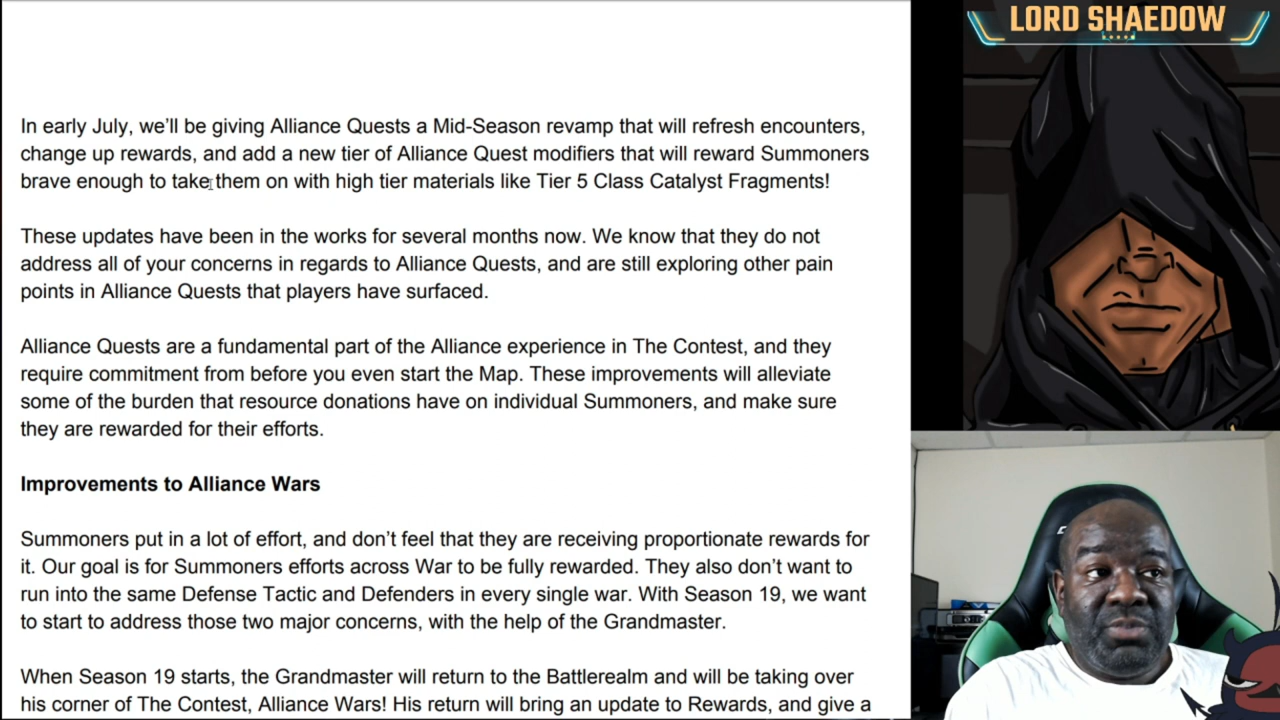 LORD SHAEDOW
In early July, we'll be giving Alliance Quests a Mid-Season revamp that will refresh encounters,
change up rewards, and add a new tier of Alliance Quest modifiers that will reward Summoners
brave enough to take them on with high tier materials like Tier 5 Class Catalyst Fragments!
These updates have been in the works for several months now. We know that they do not
address all of your concerns in regards to Alliance Quests, and are still exploring other pain
points in Alliance Quests that players have surfaced.
Alliance Quests are a fundamental part of the Alliance experience in The Contest, and they
require commitment from before you even start the Map. These improvements will alleviate
some of the burden that resource donations have on individual Summoners, and make sure
they are rewarded for their efforts.
Improvements to Alliance Wars
Summoners put in a lot of effort, and don't feel that they are receiving proportionate rewards for
it. Our goal is for Summoners efforts across War to be fully rewarded. They also don't want to
run into the same Defense Tactic and Defenders in every single war. With Season 19, we want
to start to address those two major concerns, with the help of the Grandmaster.
When Season 19 starts, the Grandmaster will return to the Battlerealm and will be taking over
his corner of The Contest, Alliance Wars! His return will bring an update to Rewards, and give a